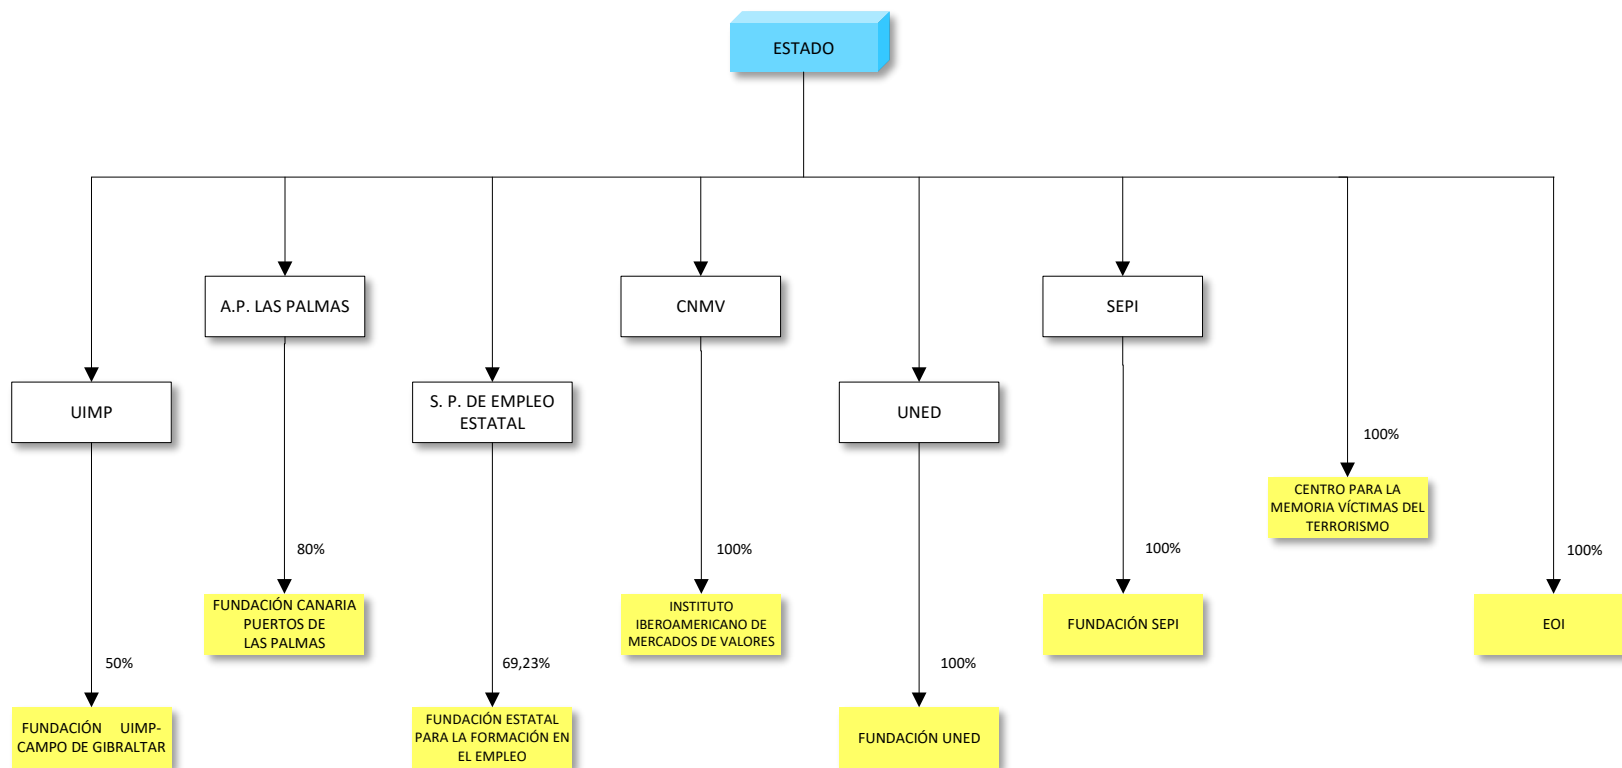 ESTADO
A.P. LAS PALMAS
CNMV
SEPI
UIMP
S. P. DE EMPLEO
ESTATAL
UNED
100%
CENTRO PARA LA
MEMORIA VÍCTIMAS DEL
TERRORISMO
80%
100%
100%
100%
FUNDACIÓN CANARIA
PUERTOS DE
LAS PALMAS
INSTITUTO
IBEROAMERICANO DE
MERCADOS DE VALORES
FUNDACIÓN SEPI
EOI
50%
69,23%
100%
FUNDACIÓN UIMP-
CAMPO DE GIBRALTAR
FUNDACIÓN ESTATAL
PARA LA FORMACIÓN EN
EL EMPLEO
FUNDACIÓN UNED